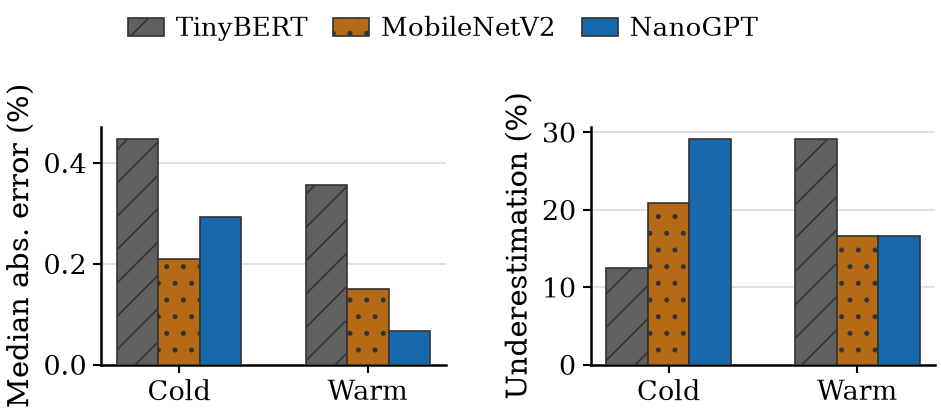 TinyBERT MobileNetV2 NanoGPT
Median abs. error (%)
0.4
0.2
0.0
Cold Warm
Underestimation (%)
30
20
10
0
Cold Warm